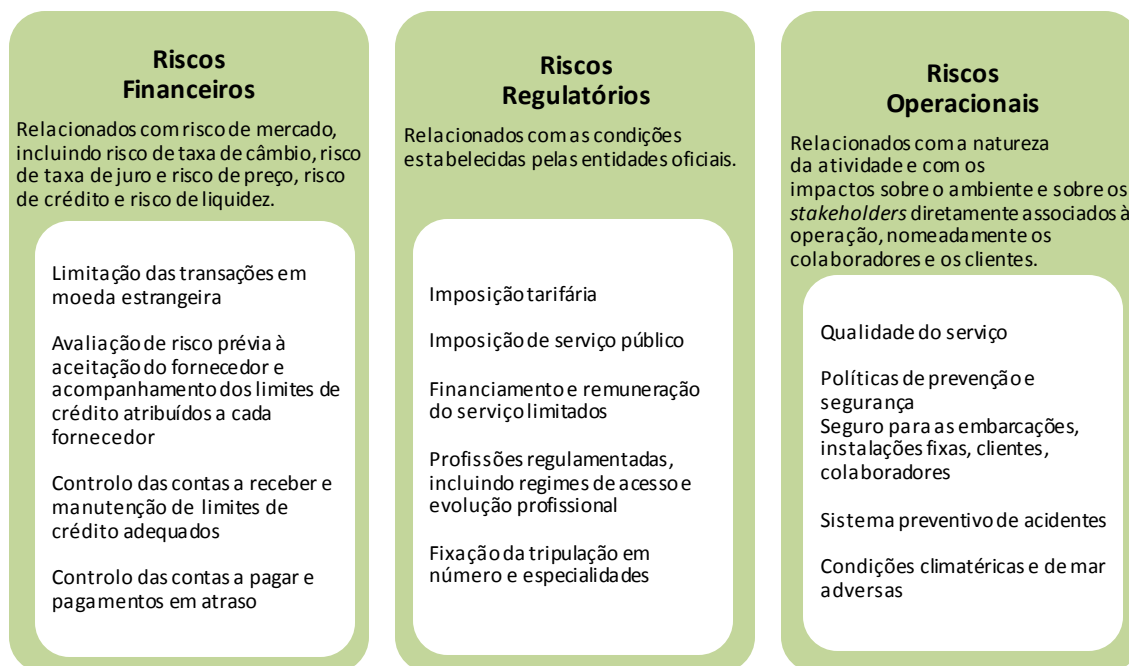 Riscos
Financeiros
Relacionados com risco de mercado,
incluindo risco de taxa de câmbio, risco
de taxa de juro e risco de preço, risco
de crédito e risco de liquidez.
Limitação das transações em
moeda estrangeira
Avaliação de risco prévia à
aceitação do fornecedor e
acompanhamento dos limites de
crédito atribuídos a cada
fornecedor
Controlo das contas a receber e
manutenção de limites de
crédito adequados
Controlo das contas a pagar e
pagamentos em atraso
Riscos
Regulatórios
Relacionados com as condições
estabelecidas pelas entidades oficiais.
Imposição tarifária
Imposição de serviço público
Financiamento e remuneração
do serviço limitados
Profissões regulamentadas,
incluindo regimes de acesso e
evolução profissional
Fixação da tripulação em
número e especialidades
Riscos
Operacionais
Relacionados com a natureza
da atividade e com os
impactos sobre o ambiente e sobre os
stakeholders diretamente associados à
operação, nomeadamente os
colaboradores e os clientes.
Qualidade do serviço
Políticas de prevenção e
segurança
Seguro para as embarcações,
instalações fixas, clientes,
colaboradores
Sistema preventivo de acidentes
Condições climatéricas e de mar
adversas